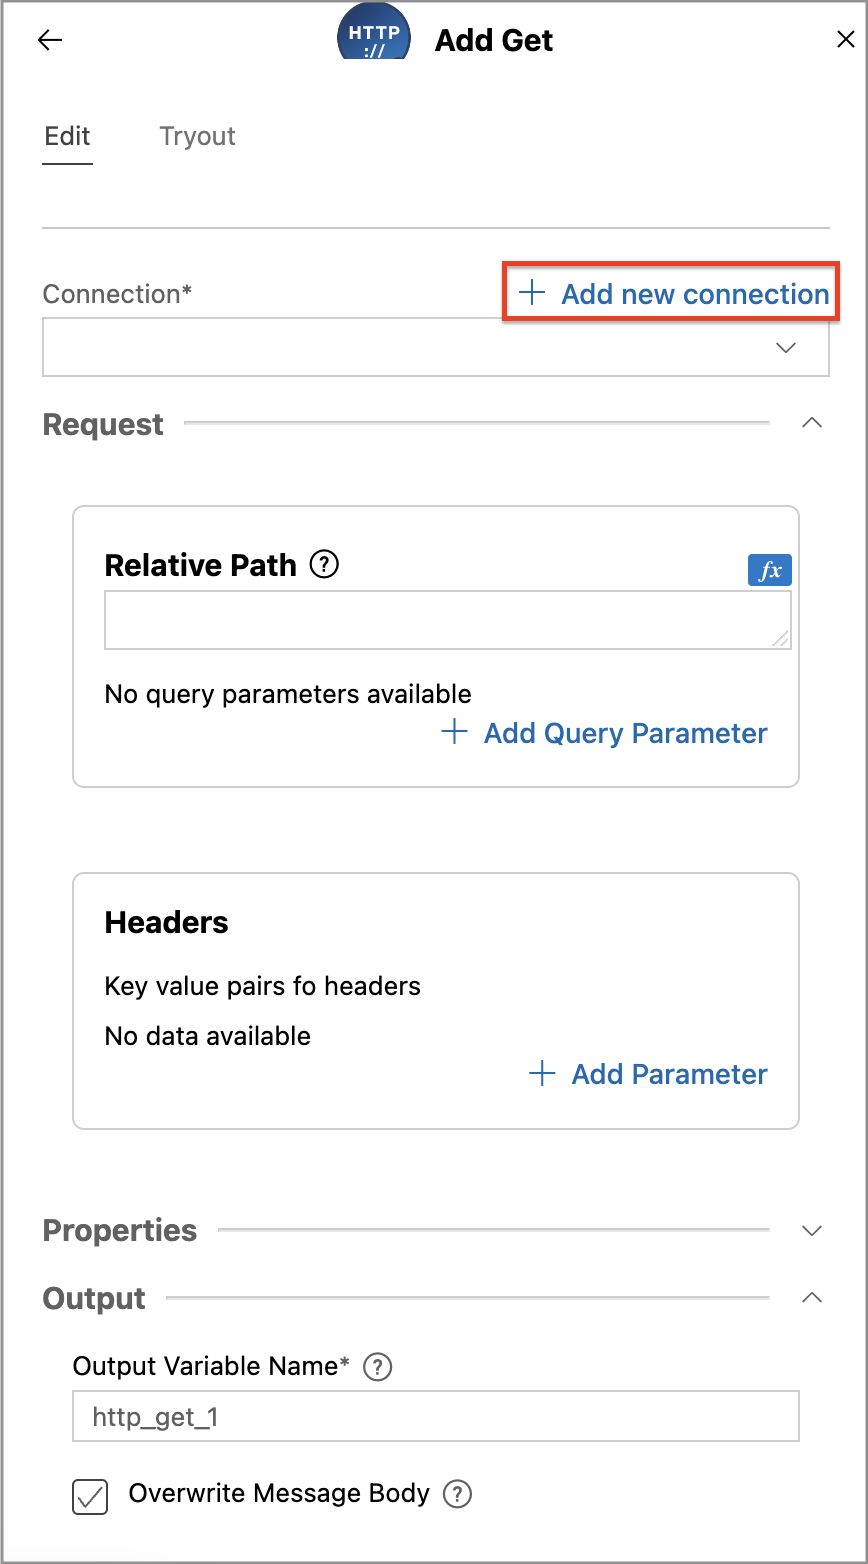 HTTP
://
Add Get
Edit Tryout
Connection* + Add new connection
Request
Relative Path ?
fx
No query parameters available
+ Add Query Parameter
Headers
Key value pairs fo headers
No data available
+ Add Parameter
Properties
Output
Output Variable Name* ?
http_get_1
Overwrite Message Body ?